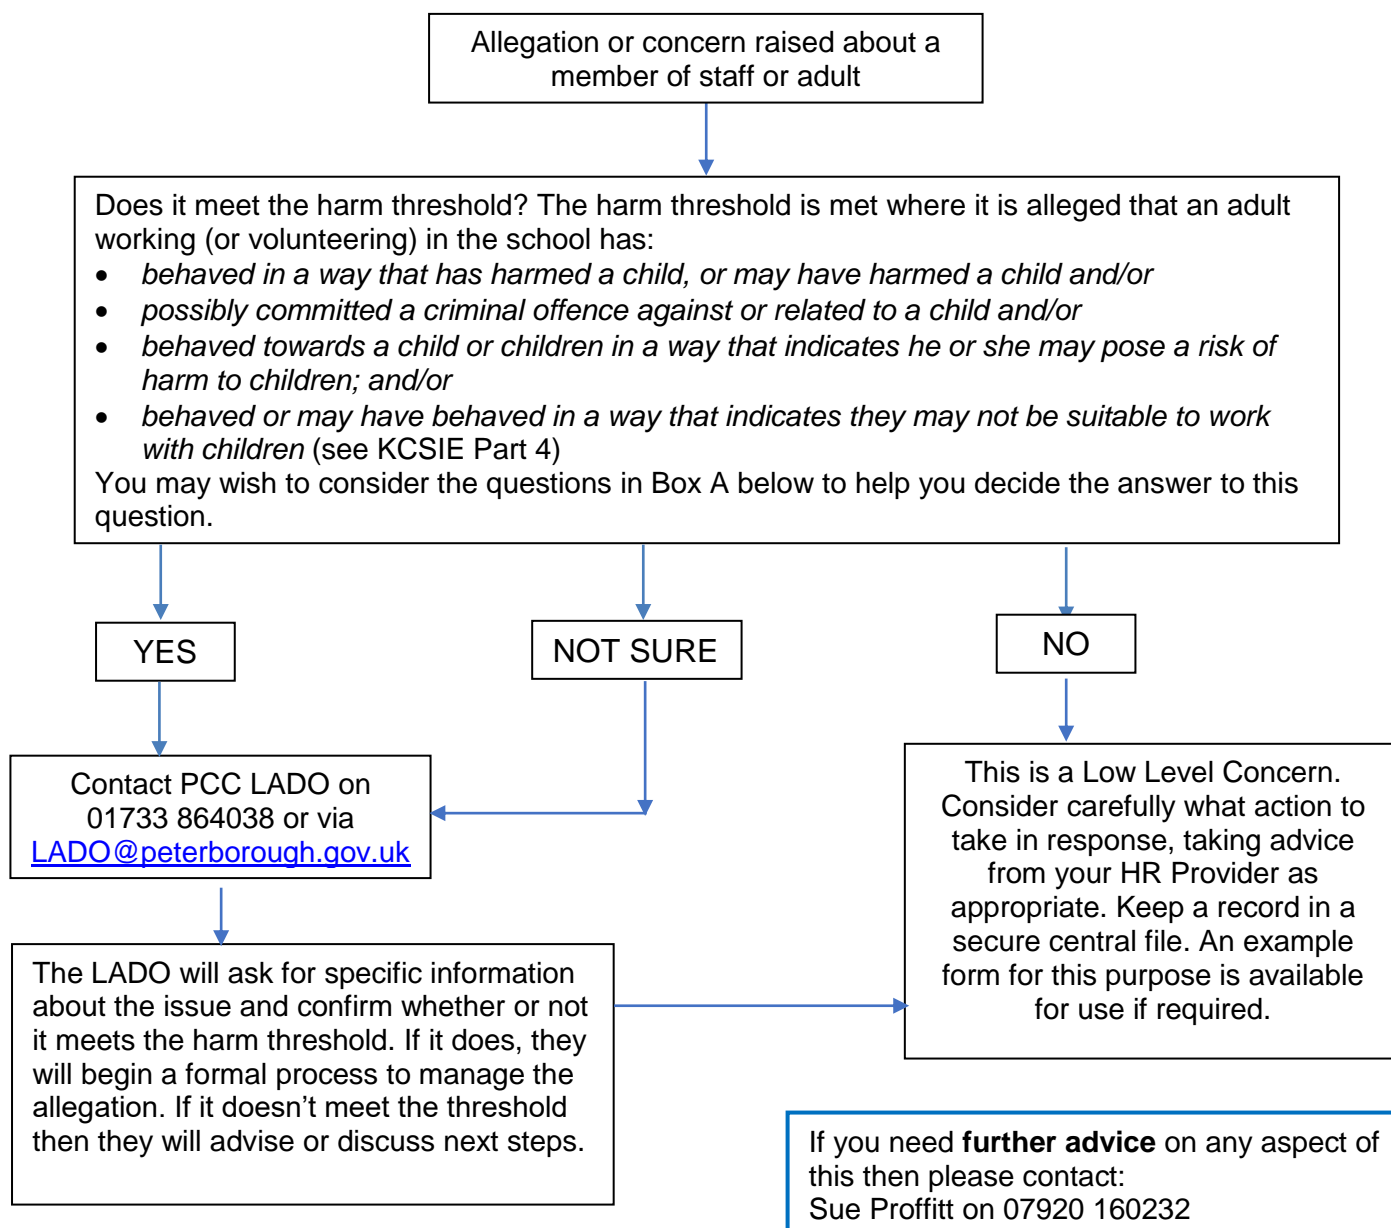 Allegation or concern raised about a
member of staff or adult
Does it meet the harm threshold? The harm threshold is met where it is alleged that an adult
working (or volunteering) in the school has:
• behaved in a way that has harmed a child, or may have harmed a child and/or
• possibly committed a criminal offence against or related to a child and/or
• behaved towards a child or children in a way that indicates he or she may pose a risk of
harm to children; and/or
• behaved or may have behaved in a way that indicates they may not be suitable to work
with children (see KCSIE Part 4)
You may wish to consider the questions in Box A below to help you decide the answer to this
question.
YES
NOT SURE
NO
Contact PCC LADO on
01733 864038 or via
LADO@peterborough.gov.uk
This is a Low Level Concern.
Consider carefully what action to
take in response, taking advice
from your HR Provider as
appropriate. Keep a record in a
secure central file. An example
form for this purpose is available
for use if required.
The LADO will ask for specific information
about the issue and confirm whether or not
it meets the harm threshold. If it does, they
will begin a formal process to manage the
allegation. If it doesn’t meet the threshold
then they will advise or discuss next steps.
If you need further advice on any aspect of
this then please contact:
Sue Proffitt on 07920 160232